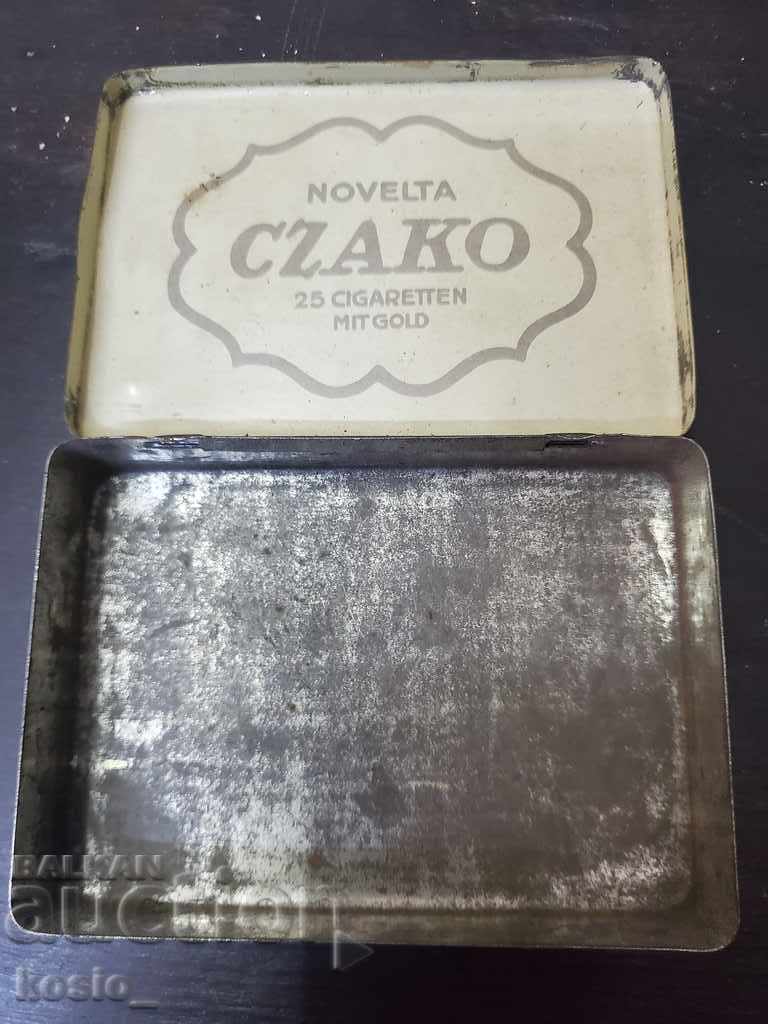 NOVELTA
CZAKO
25 CIGARETTEN
MIT GOLD
BALKAN
auction
kosio_